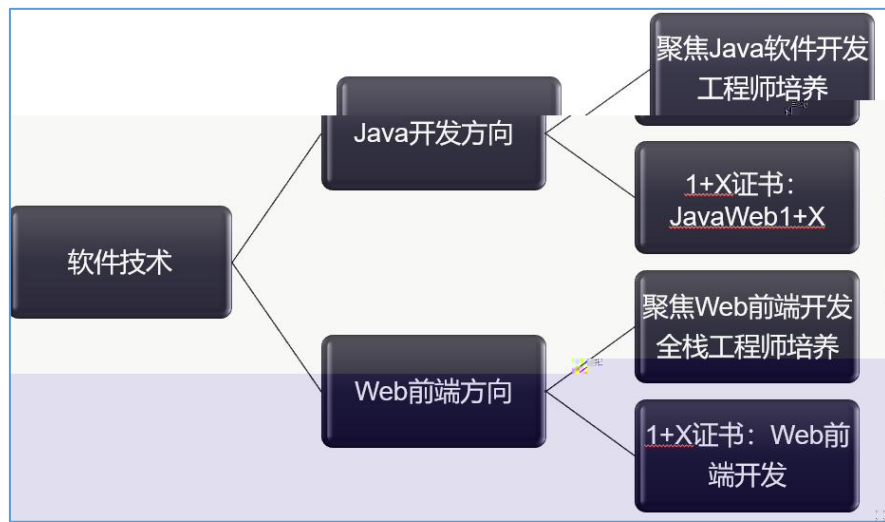 软件技术
Java开发方向
聚焦Java软件开发
工程师培养
1+X证书：
JavaWeb1+X
Web前端方向
聚焦Web前端开发
全栈工程师培养
1+X证书：Web前
端开发